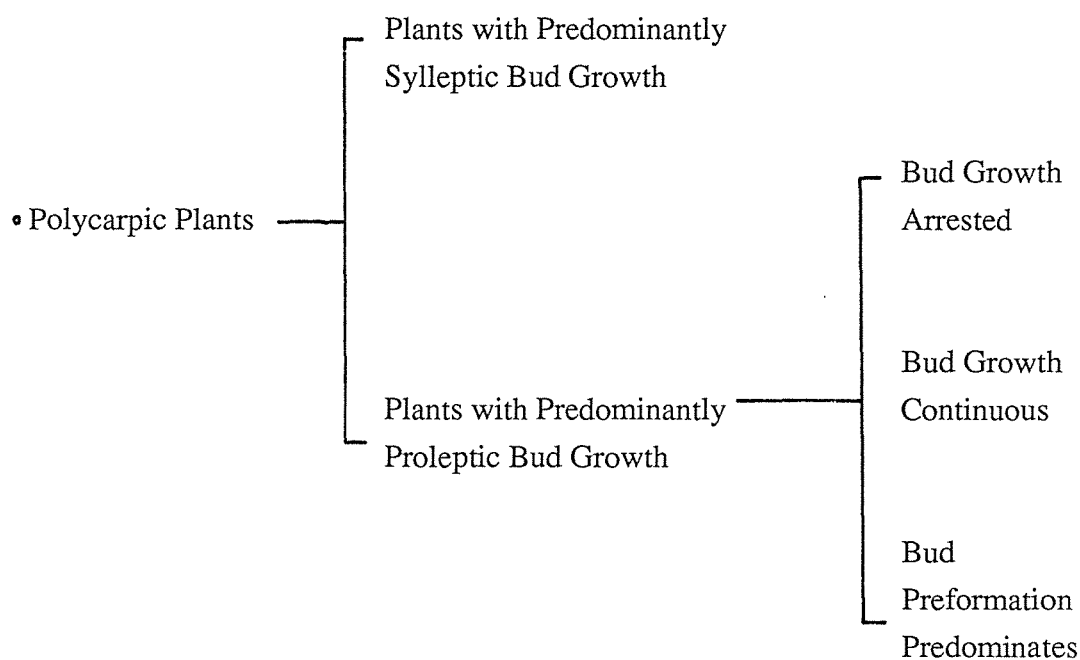 Plants with Predominantly
Sylleptic Bud Growth
• Polycarpic Plants
Plants with Predominantly
Proleptic Bud Growth
Bud Growth
Arrested
Bud Growth
Continuous
Bud
Preformation
Predominates